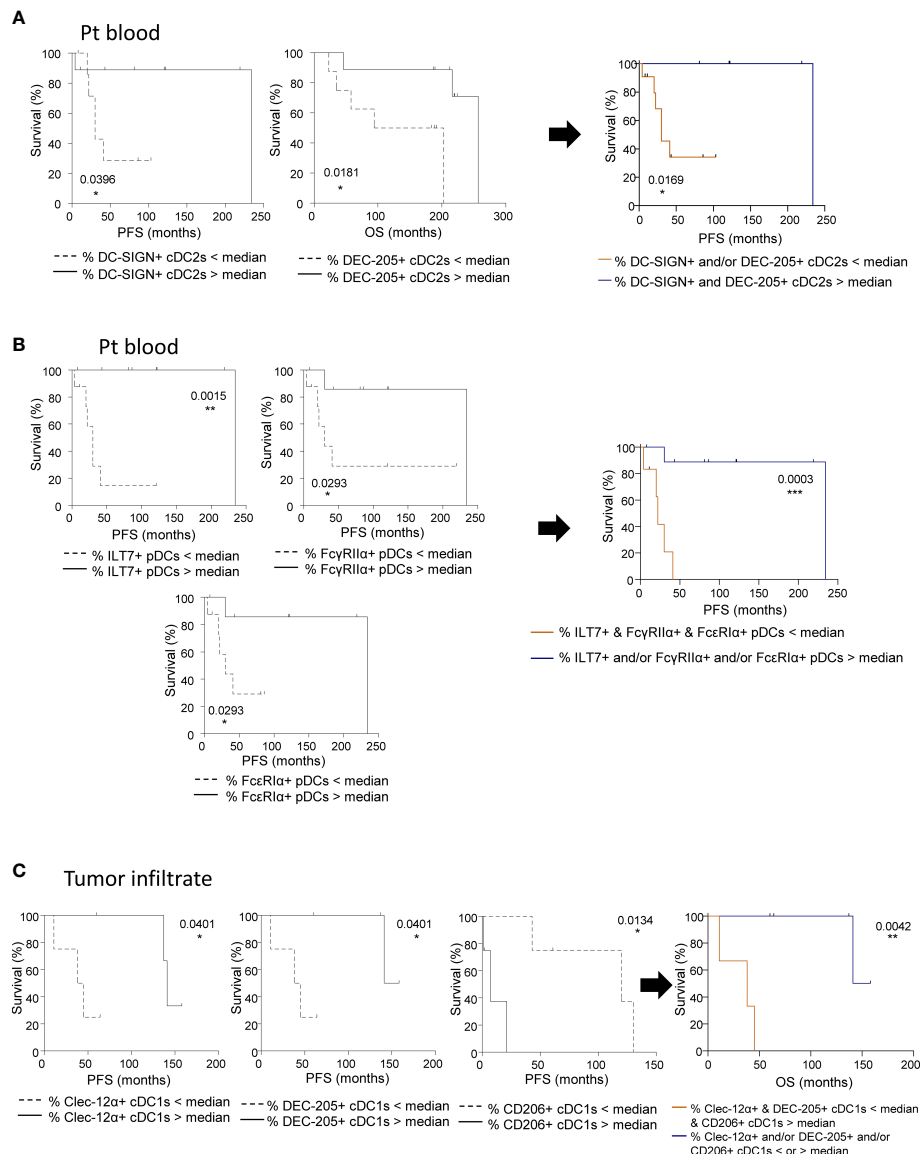 A
Pt blood
Survival (%)
100
80
60
40
20
0
0.0396
*
0 50 100 150 200 250
PFS (months)
% DC-SIGN+ cDC2s < median
% DC-SIGN+ cDC2s > median
Survival (%)
100
80
60
40
20
0
0.0181
*
0 100 200 300
OS (months)
% DEC-205+ cDC2s < median
% DEC-205+ cDC2s > median
Survival (%)
100
80
60
40
20
0
0.0169
*
0 50 100 150 200 250
PFS (months)
% DC-SIGN+ and/or DEC-205+ cDC2s < median
% DC-SIGN+ and DEC-205+ cDC2s > median
B
Pt blood
Survival (%)
100
80
60
40
20
0
0.0015
**
0 50 100 150 200 250
PFS (months)
% ILT7+ pDCs < median
% ILT7+ pDCs > median
Survival (%)
100
80
60
40
20
0
0.0293
*
0 50 100 150 200 250
PFS (months)
% FcγRIIα+ pDCs < median
% FcγRIIα+ pDCs > median
Survival (%)
100
80
60
40
20
0
0.0293
*
0 50 100 150 200 250
PFS (months)
% FcεRIα+ pDCs < median
% FcεRIα+ pDCs > median
Survival (%)
100
80
60
40
20
0
0.0003
***
0 50 100 150 200 250
PFS (months)
% ILT7+ & FcγRIIα+ & FcεRIα+ pDCs < median
% ILT7+ and/or FcγRIIα+ and/or FcεRIα+ pDCs > median
C
Tumor infiltrate
Survival (%)
100
80
60
40
20
0
0.0401
*
0 50 100 150 200
PFS (months)
% Clec-12α+ cDC1s < median
% Clec-12α+ cDC1s > median
Survival (%)
100
80
60
40
20
0
0.0401
*
0 50 100 150 200
PFS (months)
% DEC-205+ cDC1s < median
% DEC-205+ cDC1s > median
Survival (%)
100
80
60
40
20
0
0.0134
*
0 50 100 150
PFS (months)
% CD206+ cDC1s < median
% CD206+ cDC1s > median
Survival (%)
100
80
60
40
20
0
0.0042
**
0 50 100 150 200
OS (months)
% Clec-12α+ & DEC-205+ cDC1s < median
& CD206+ cDC1s > median
% Clec-12α+ and/or DEC-205+ and/or
CD206+ cDC1s < or > median